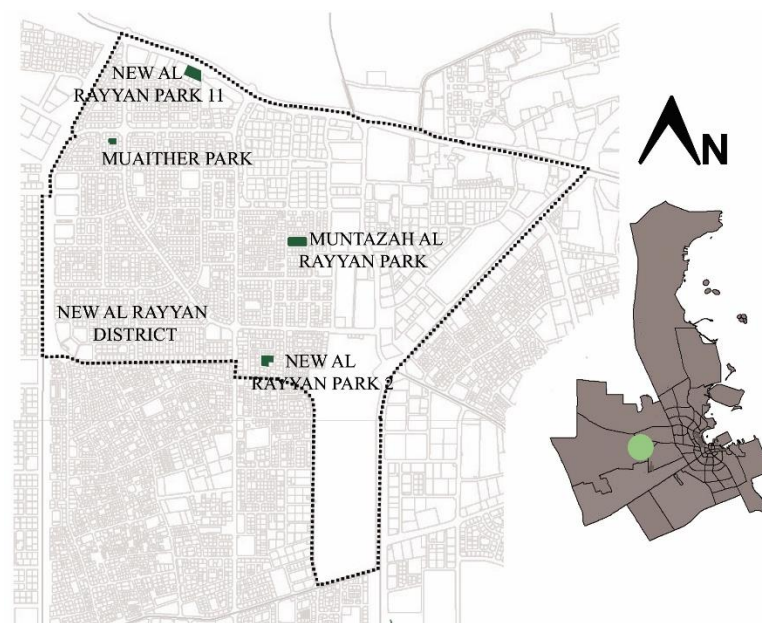 NEW AL
RAYYAN PARK 11
MUAITHER PARK
MUNTAZAH AL
RAYYAN PARK
NEW AL RAYYAN
DISTRICT
NEW AL
RAYYAN PARK 2
N